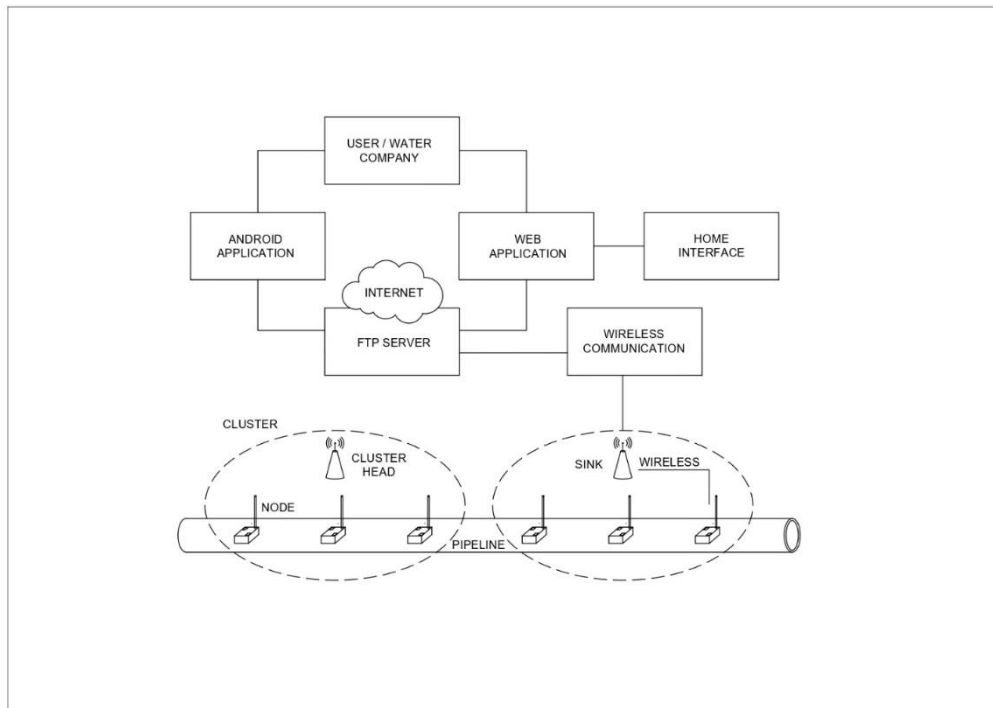 USER / WATER
COMPANY
ANDROID
APPLICATION
WEB
APPLICATION
HOME
INTERFACE
INTERNET
FTP SERVER
WIRELESS
COMMUNICATION
CLUSTER
CLUSTER
HEAD
SINK
WIRELESS
NODE
PIPELINE